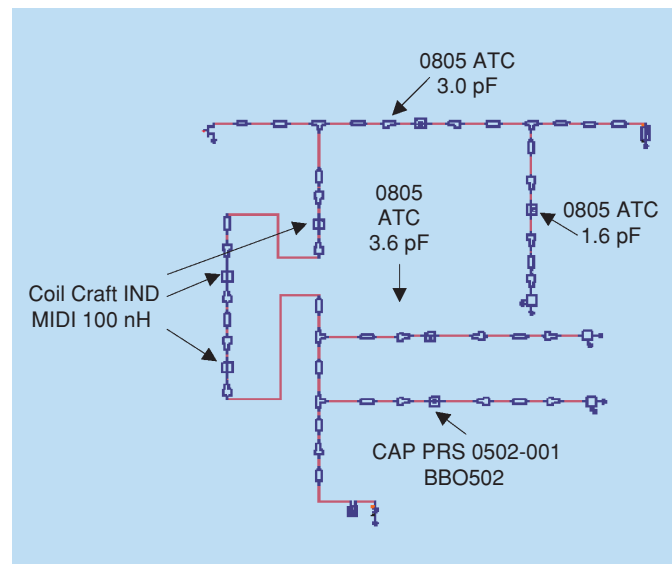 0805 ATC
3.0 pF
0805
ATC
3.6 pF
0805 ATC
1.6 pF
Coil Craft IND
MIDI 100 nH
CAP PRS 0502-001
BBO502